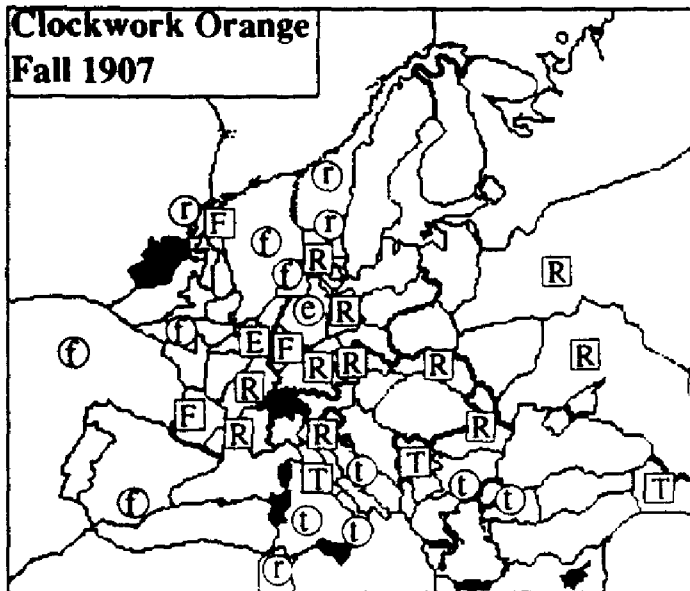 Clockwork Orange
Fall 1907
r
r F
f r
f R R
e R
f E F
f R R R R
R
F R R R
T t T
t t T
f t t
r